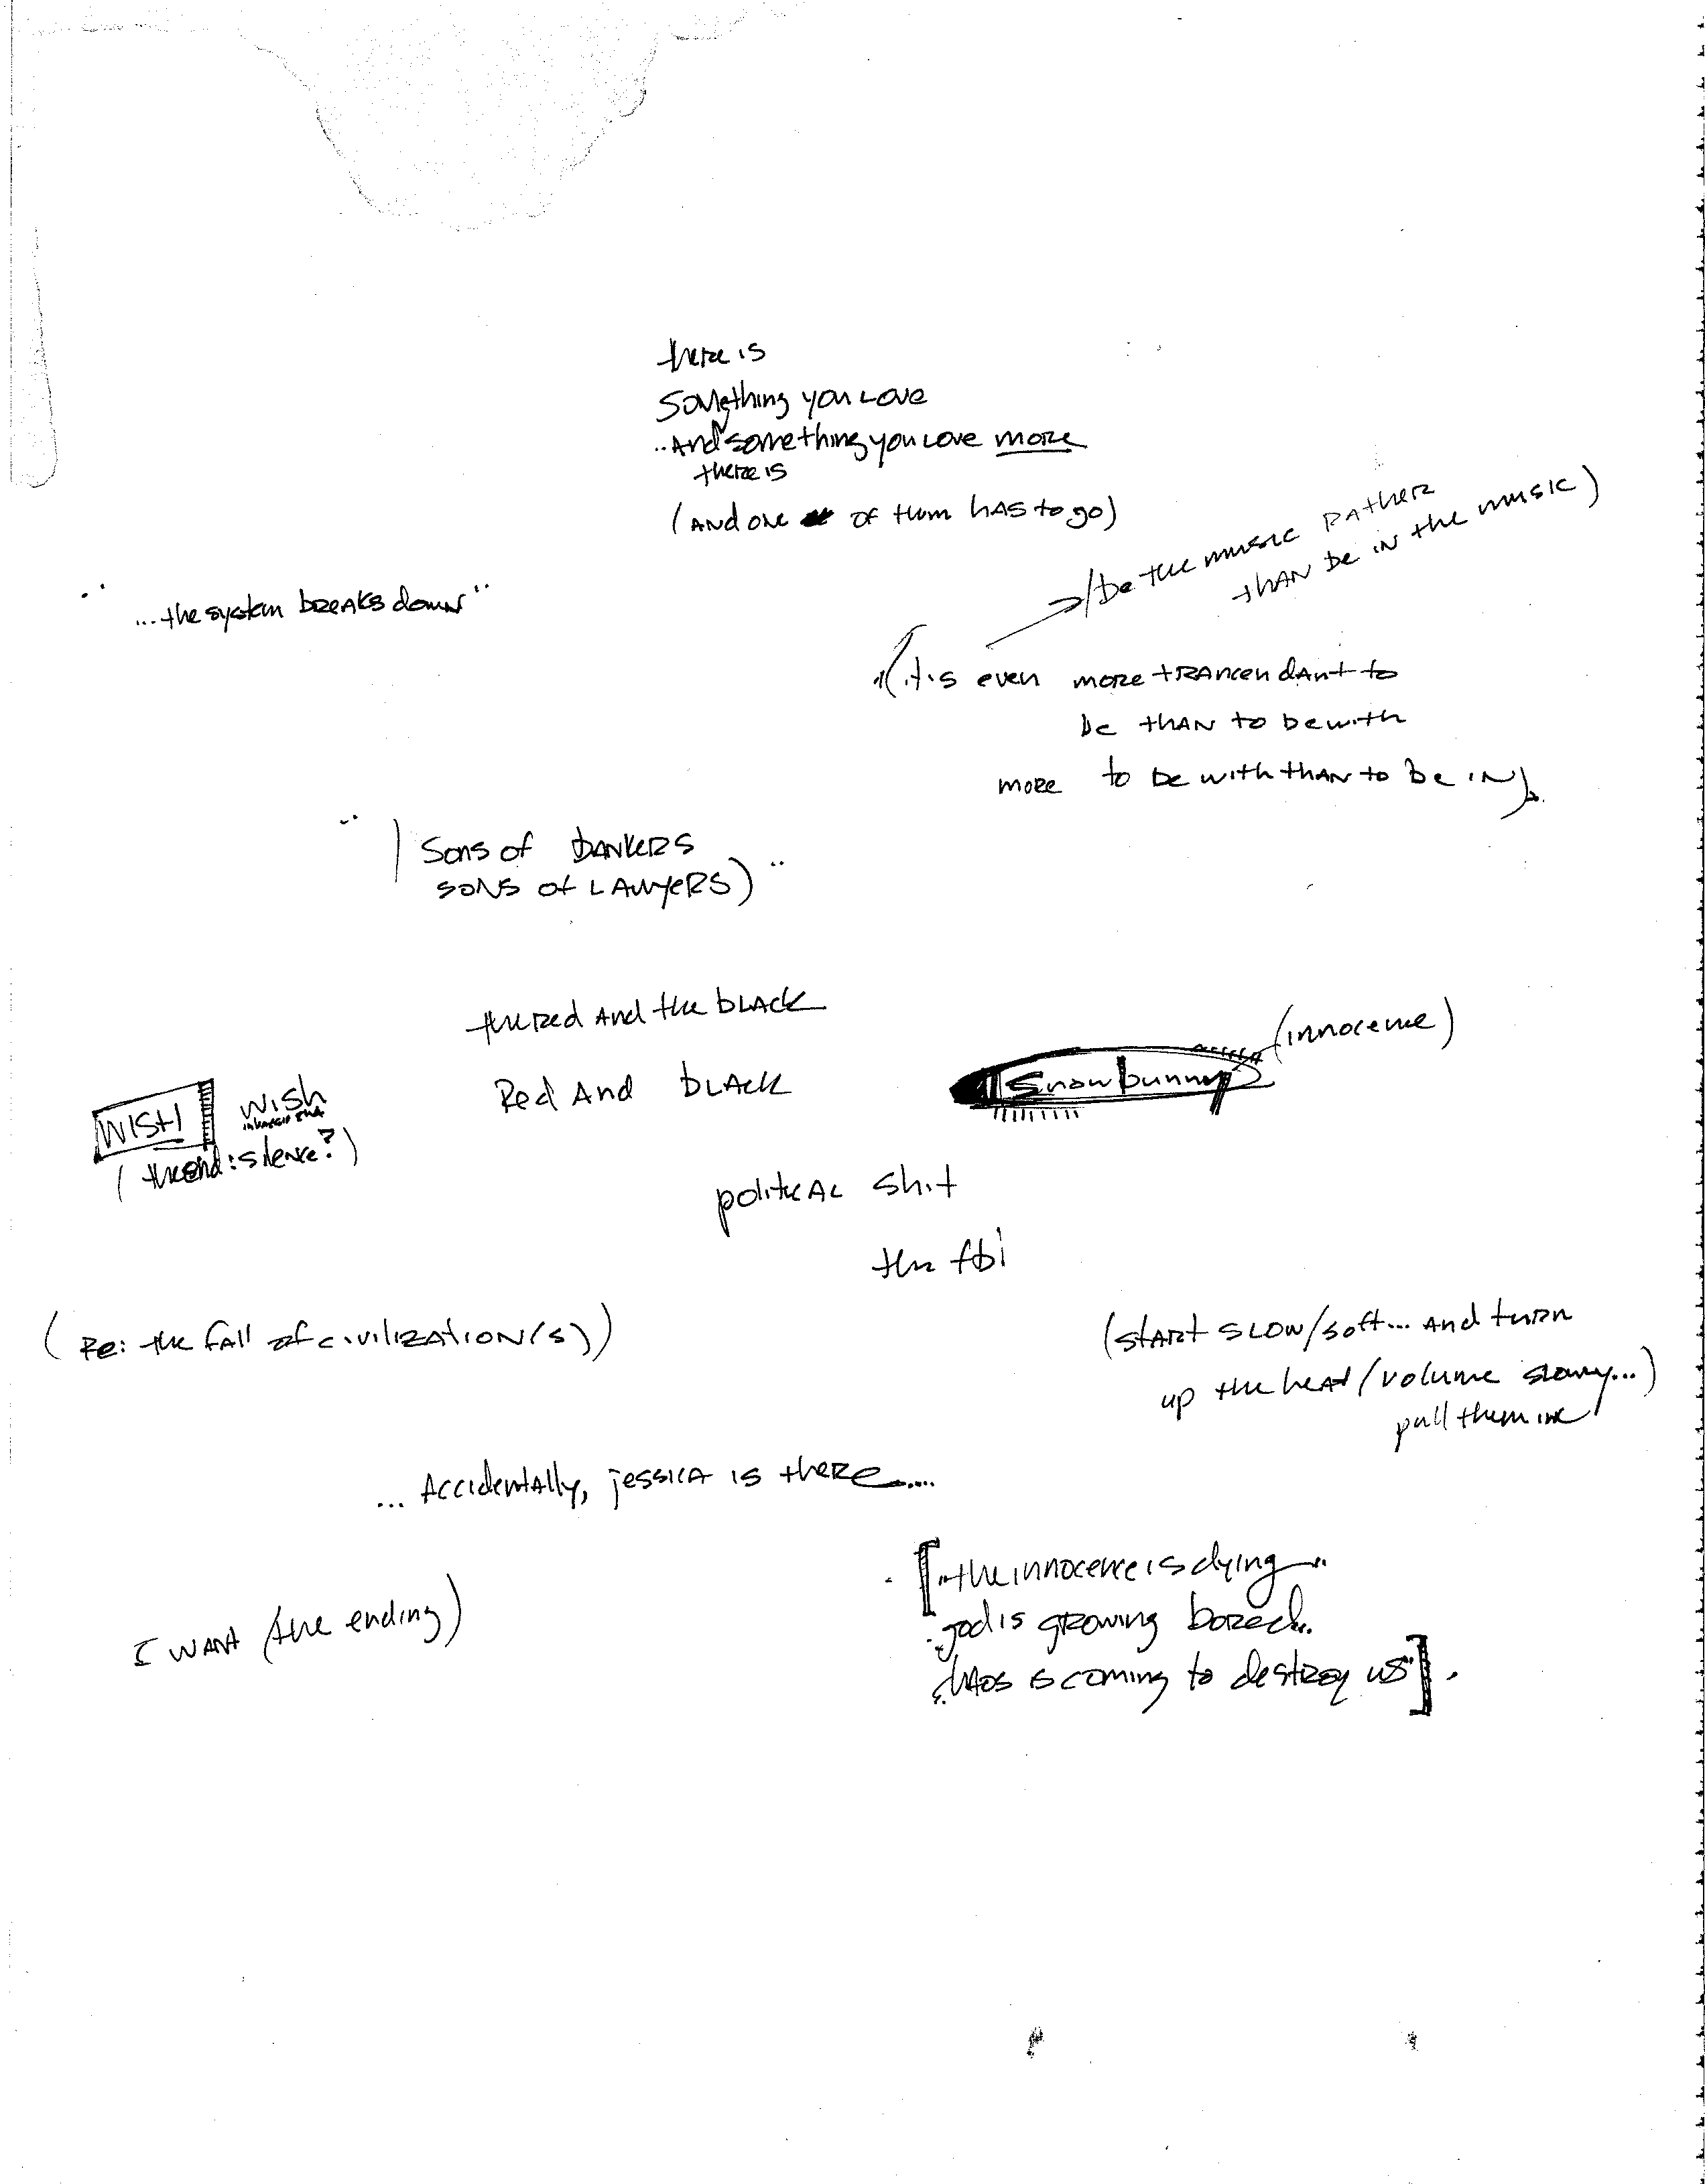 there is
Something you Love
..And something you Love more
there is
(And one of them has to go)
/be the music rather
than be in the music)
"...the system breaks down"
"(it is even more trancendant to
be than to be with
more to be with than to be in).
"(Sons of bankers
sons of Lawyers)"
the red and the black
(innocence)
Red And black
Snowbunny
WISH
wish
(the end: silence?)
political shit
the fbi
(Re: the fall of civilization(s))
(start slow/soft... and turn
up the heat/volume slowly...)
pull them in
... Accidentally, jessica is there....
[..the innocence is dying...
..god is growing bored..
chaos is coming to destroy us"].
I want (the ending)